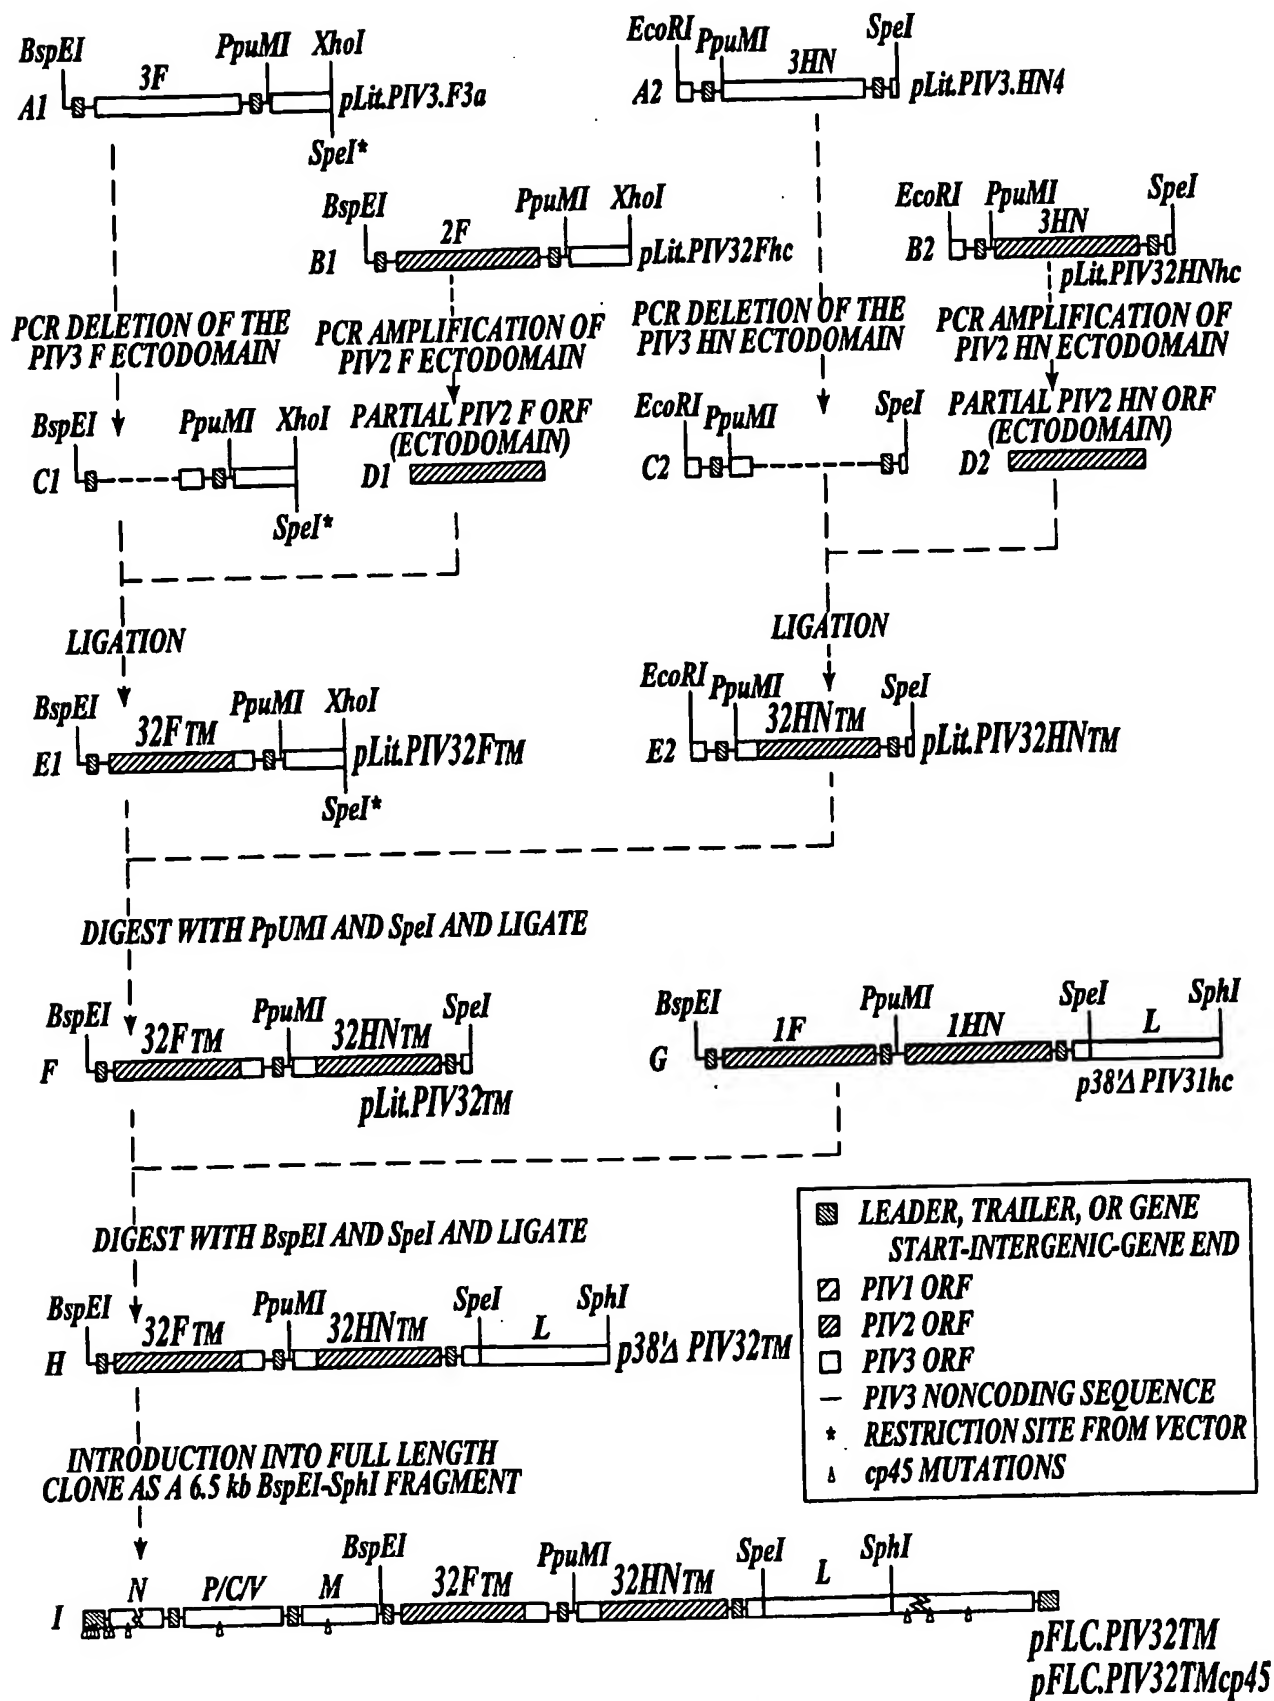 BspEI PpuMI XhoI
3F
A1 pLit.PIV3.F3a
SpeI*
EcoRI PpuMI SpeI
3HN
A2 pLit.PIV3.HN4
BspEI PpuMI XhoI
2F
B1 pLit.PIV32Fhc
EcoRI PpuMI SpeI
3HN
B2 pLit.PIV32HNhc
PCR DELETION OF THE
PIV3 F ECTODOMAIN
PCR AMPLIFICATION OF
PIV2 F ECTODOMAIN
PCR DELETION OF THE
PIV3 HN ECTODOMAIN
PCR AMPLIFICATION OF
PIV2 HN ECTODOMAIN
BspEI PpuMI XhoI
C1
SpeI*
PARTIAL PIV2 F ORF
(ECTODOMAIN)
D1
EcoRI PpuMI SpeI
C2
PARTIAL PIV2 HN ORF
(ECTODOMAIN)
D2
LIGATION
LIGATION
BspEI PpuMI XhoI
32FTM
E1 pLit.PIV32FTM
SpeI*
EcoRI PpuMI SpeI
32HNTM
E2 pLit.PIV32HNTM
DIGEST WITH PpUMI AND SpeI AND LIGATE
BspEI PpuMI SpeI
32FTM 32HNTM
F
pLit.PIV32TM
BspEI PpuMI SpeI SphI
1F 1HN L
G
p38'Δ PIV31hc
DIGEST WITH BspEI AND SpeI AND LIGATE
BspEI PpuMI SpeI SphI
32FTM 32HNTM L
H p38'Δ PIV32TM
LEADER, TRAILER, OR GENE
START-INTERGENIC-GENE END
PIV1 ORF
PIV2 ORF
PIV3 ORF
— PIV3 NONCODING SEQUENCE
* RESTRICTION SITE FROM VECTOR
cp45 MUTATIONS
INTRODUCTION INTO FULL LENGTH
CLONE AS A 6.5 kb BspEI-SphI FRAGMENT
BspEI PpuMI SpeI SphI
N P/C/V M 32FTM 32HNTM L
I
pFLC.PIV32TM
pFLC.PIV32TMcp45